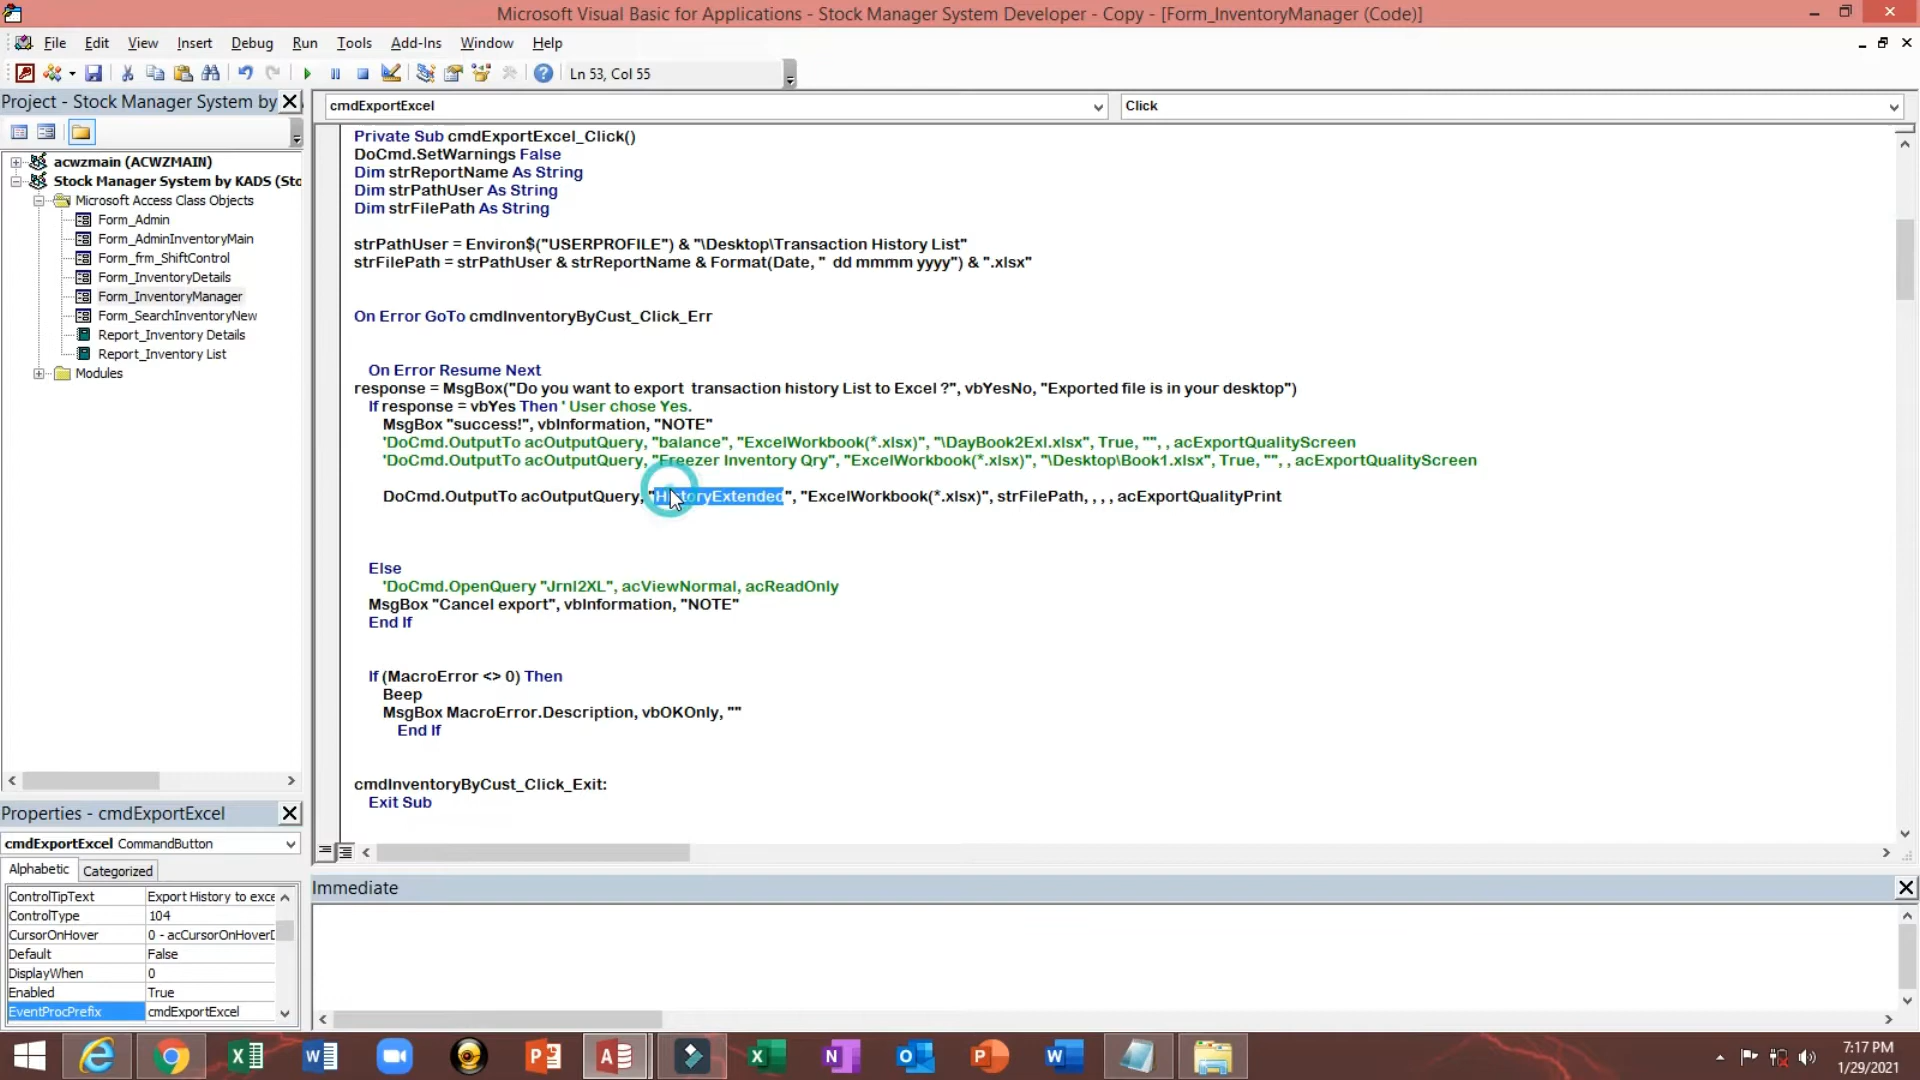 Microsoft Visual Basic for Applications - Stock Manager System Developer - Copy - [Form_InventoryManager (Code)]
File Edit View Insert Debug Run Tools Add-Ins Window Help
Ln 53, Col 55
Project - Stock Manager System by
acwzmain (ACWZMAIN)
Stock Manager System by KADS (Sto
Microsoft Access Class Objects
Form_Admin
Form_AdminInventoryMain
Form_frm_ShiftControl
Form_InventoryDetails
Form_InventoryManager
Form_SearchInventoryNew
Report_Inventory Details
Report_Inventory List
Modules
cmdExportExcel
Click
Private Sub cmdExportExcel_Click()
DoCmd.SetWarnings False
Dim strReportName As String
Dim strPathUser As String
Dim strFilePath As String
strPathUser = Environ$("USERPROFILE") & "\Desktop\Transaction History List"
strFilePath = strPathUser & strReportName & Format(Date, "  dd mmmm yyyy") & ".xlsx"
On Error GoTo cmdInventoryByCust_Click_Err
On Error Resume Next
response = MsgBox("Do you want to export  transaction history List to Excel ?", vbYesNo, "Exported file is in your desktop")
If response = vbYes Then ' User chose Yes.
MsgBox "success!", vbInformation, "NOTE"
'DoCmd.OutputTo acOutputQuery, "balance", "ExcelWorkbook(*.xlsx)", "\DayBook2Exl.xlsx", True, "", , acExportQualityScreen
'DoCmd.OutputTo acOutputQuery, "Freezer Inventory Qry", "ExcelWorkbook(*.xlsx)", "\Desktop\Book1.xlsx", True, "", , acExportQualityScreen
DoCmd.OutputTo acOutputQuery, "HistoryExtended", "ExcelWorkbook(*.xlsx)", strFilePath, , , , acExportQualityPrint
Else
'DoCmd.OpenQuery "Jrnl2XL", acViewNormal, acReadOnly
MsgBox "Cancel export", vbInformation, "NOTE"
End If
If (MacroError <> 0) Then
Beep
MsgBox MacroError.Description, vbOKOnly, ""
End If
cmdInventoryByCust_Click_Exit:
Exit Sub
Properties - cmdExportExcel
cmdExportExcel CommandButton
Alphabetic Categorized
ControlTipText Export History to exce
ControlType 104
CursorOnHover 0 - acCursorOnHoverD
Default False
DisplayWhen 0
Enabled True
EventProcPrefix cmdExportExcel
Immediate
7:17 PM
1/29/2021